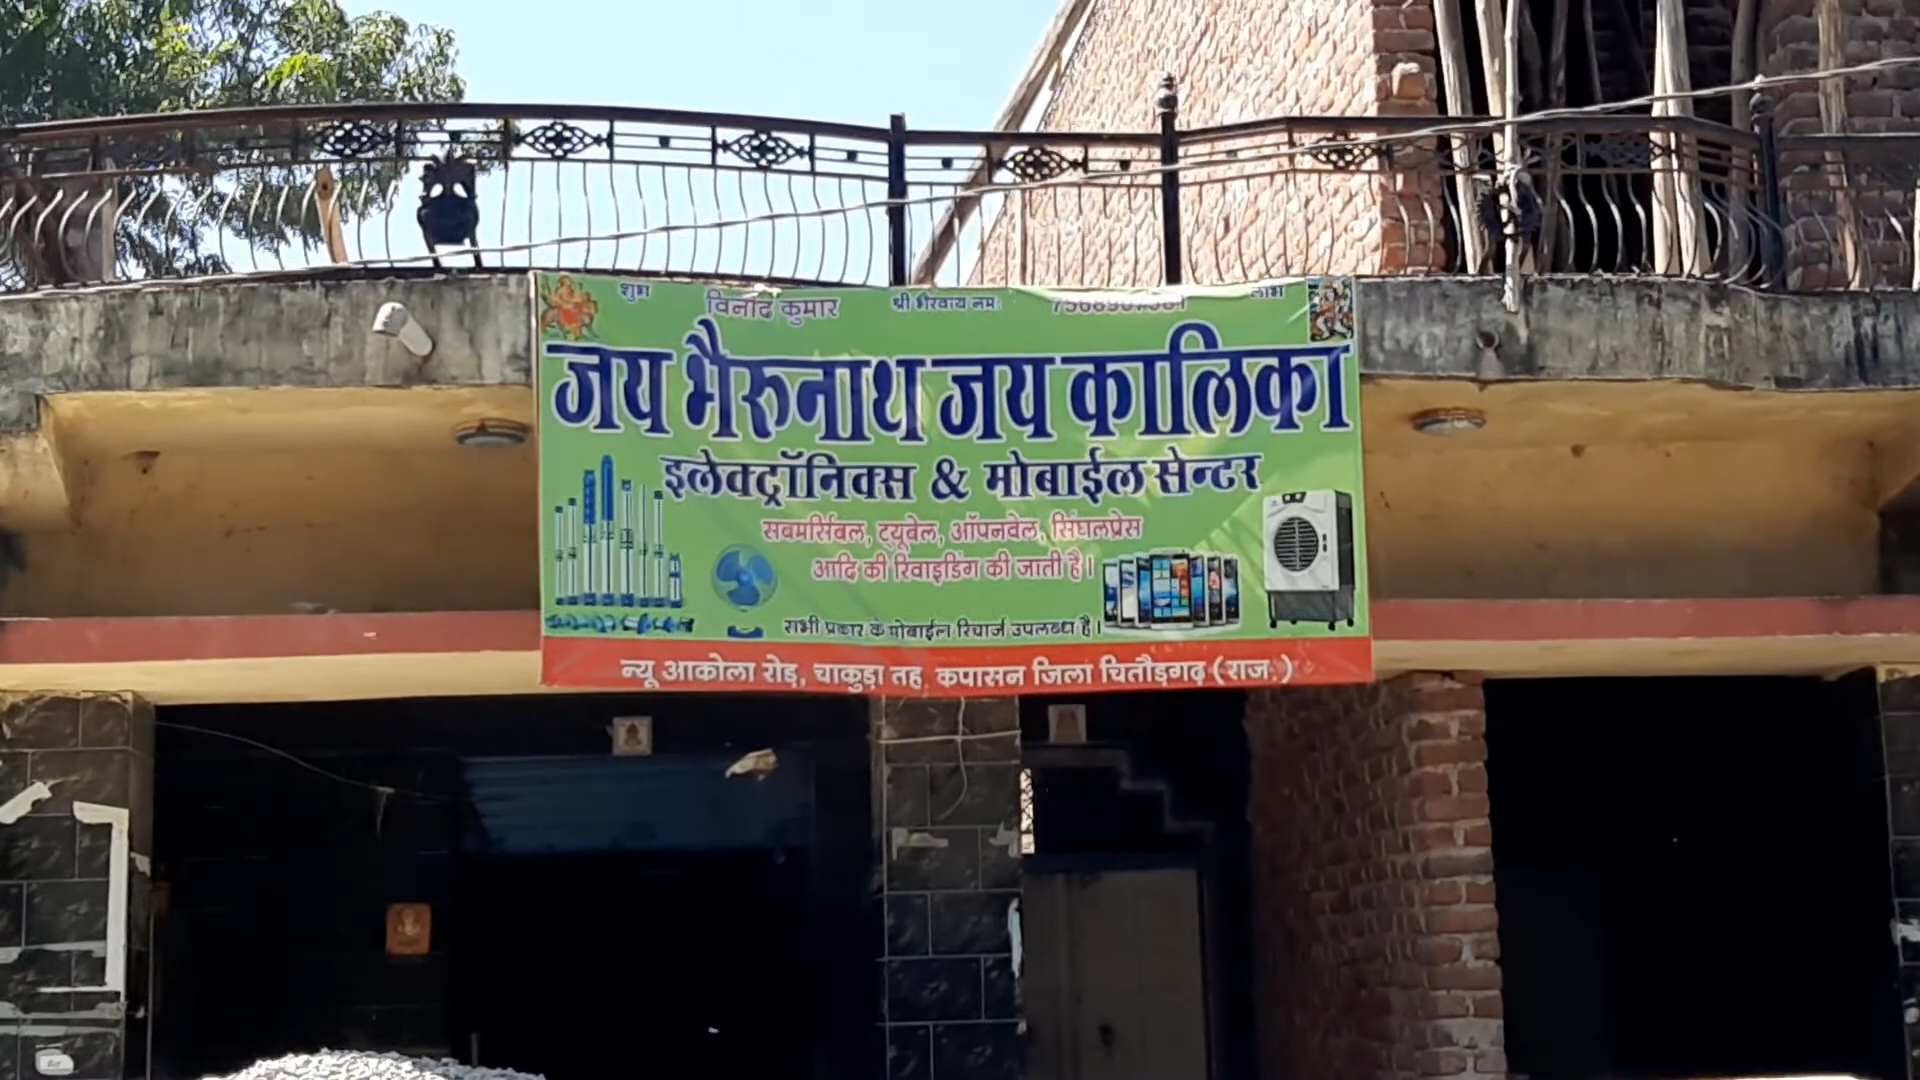 शुभ विनोद कुमार श्री भैरवाय नमः लाभ
जय भैरुनाथ जय कालिका
इलेक्ट्रॉनिक्स & मोबाईल सेन्टर
सबमर्सिबल, ट्यूबेल, ऑपनवेल, सिंघलप्रेस
आदि की रिवाइडिंग की जाती है।
सभी प्रकार के मोबाईल रिचार्ज उपलब्ध है।
न्यू आकोला रोड़, चाकुड़ा तह. कपासन जिला चितौड़गढ़ (राज.)